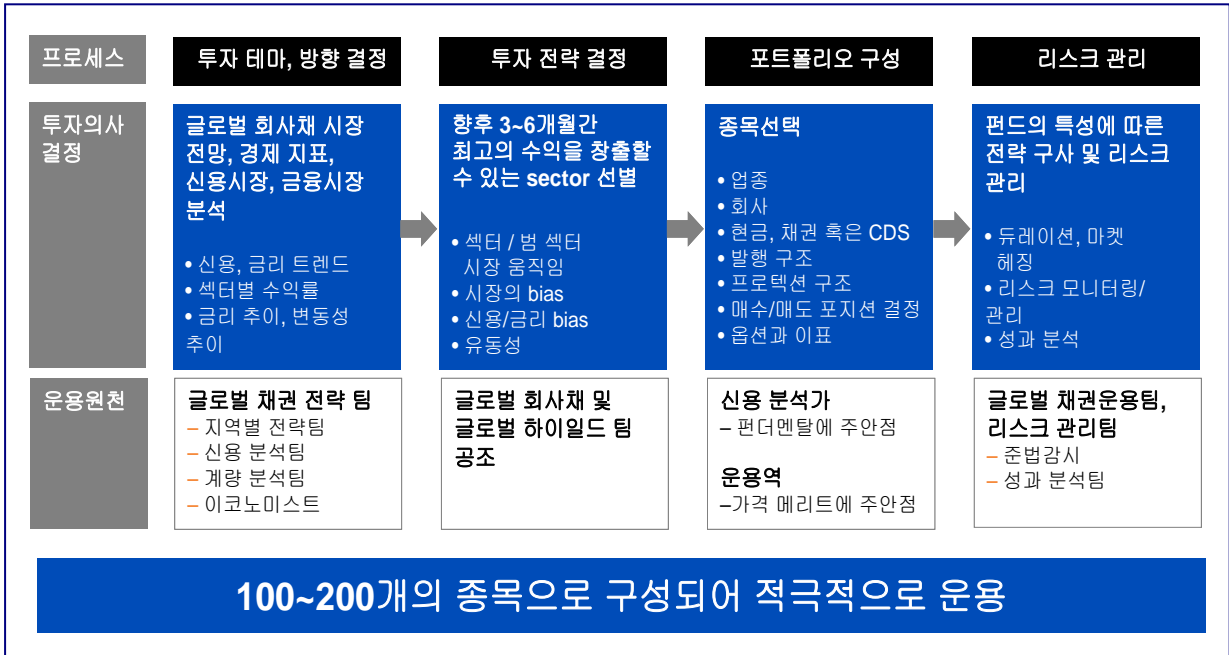 프로세스
투자 테마, 방향 결정
투자 전략 결정
포트폴리오 구성
리스크 관리
투자의사
결정
글로벌 회사채 시장
전망, 경제 지표,
신용시장, 금융시장
분석
• 신용, 금리 트렌드
• 섹터별 수익률
• 금리 추이, 변동성
추이
향후 3~6개월간
최고의 수익을 창출할
수 있는 sector 선별
• 섹터 / 범 섹터
시장 움직임
• 시장의 bias
• 신용/금리 bias
• 유동성
종목선택
• 업종
• 회사
• 현금, 채권 혹은 CDS
• 발행 구조
• 프로텍션 구조
• 매수/매도 포지션 결정
• 옵션과 이표
펀드의 특성에 따른
전략 구사 및 리스크
관리
• 듀레이션, 마켓
헤징
• 리스크 모니터링/
관리
• 성과 분석
운용원천
글로벌 채권 전략 팀
– 지역별 전략팀
– 신용 분석팀
– 계량 분석팀
– 이코노미스트
글로벌 회사채 및
글로벌 하이일드 팀
공조
신용 분석가
– 펀더멘탈에 주안점
운용역
–가격 메리트에 주안점
글로벌 채권운용팀,
리스크 관리팀
– 준법감시
– 성과 분석팀
100~200개의 종목으로 구성되어 적극적으로 운용